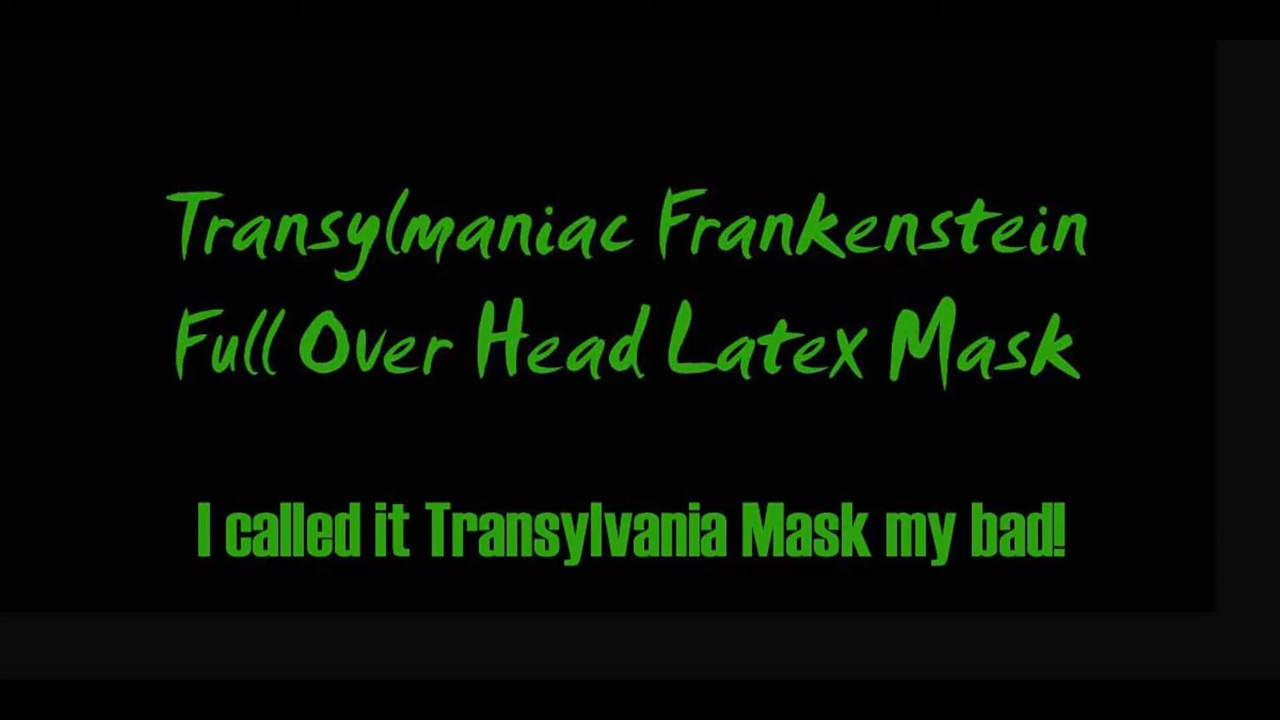 Transylmaniac Frankenstein
Full Over Head Latex Mask
I called it Transylvania Mask my bad!